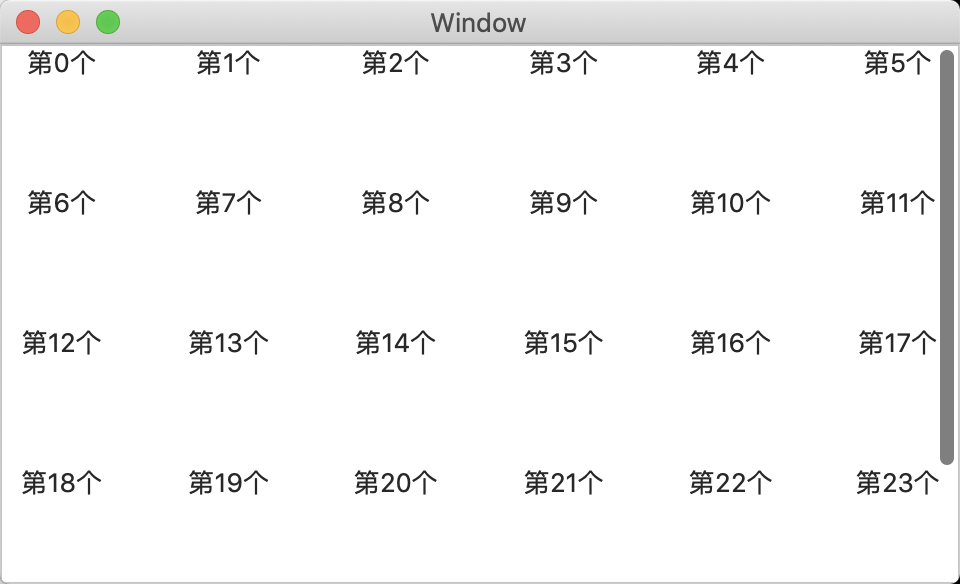 Window
第0个 第1个 第2个 第3个 第4个 第5个
第6个 第7个 第8个 第9个 第10个 第11个
第12个 第13个 第14个 第15个 第16个 第17个
第18个 第19个 第20个 第21个 第22个 第23个